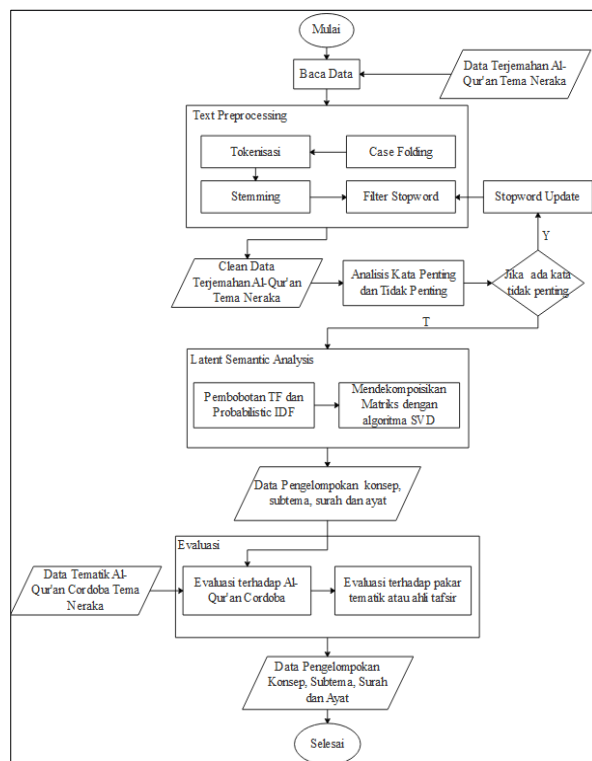 Mulai
Baca Data
Data Terjemahan Al-
Qur'an Tema Neraka
Text Preprocessing
Tokenisasi
Case Folding
Stemming
Filter Stopword
Stopword Update
Y
Clean Data
Terjemahan Al-Qur'an
Tema Neraka
Analisis Kata Penting
dan Tidak Penting
Jika ada kata
tidak penting
T
Latent Semantic Analysis
Pembobotan TF dan
Probabilistic IDF
Mendekompoisikan
Matriks dengan
algoritma SVD
Data Pengelompokan konsep,
subtema, surah dan ayat
Evaluasi
Data Tematik Al-
Qur'an Cordoba Tema
Neraka
Evaluasi terhadap Al-
Qur'an Cordoba
Evaluasi terhadap pakar
tematik atau ahli tafsir
Data Pengelompokan
Konsep, Subtema, Surah
dan Ayat
Selesai